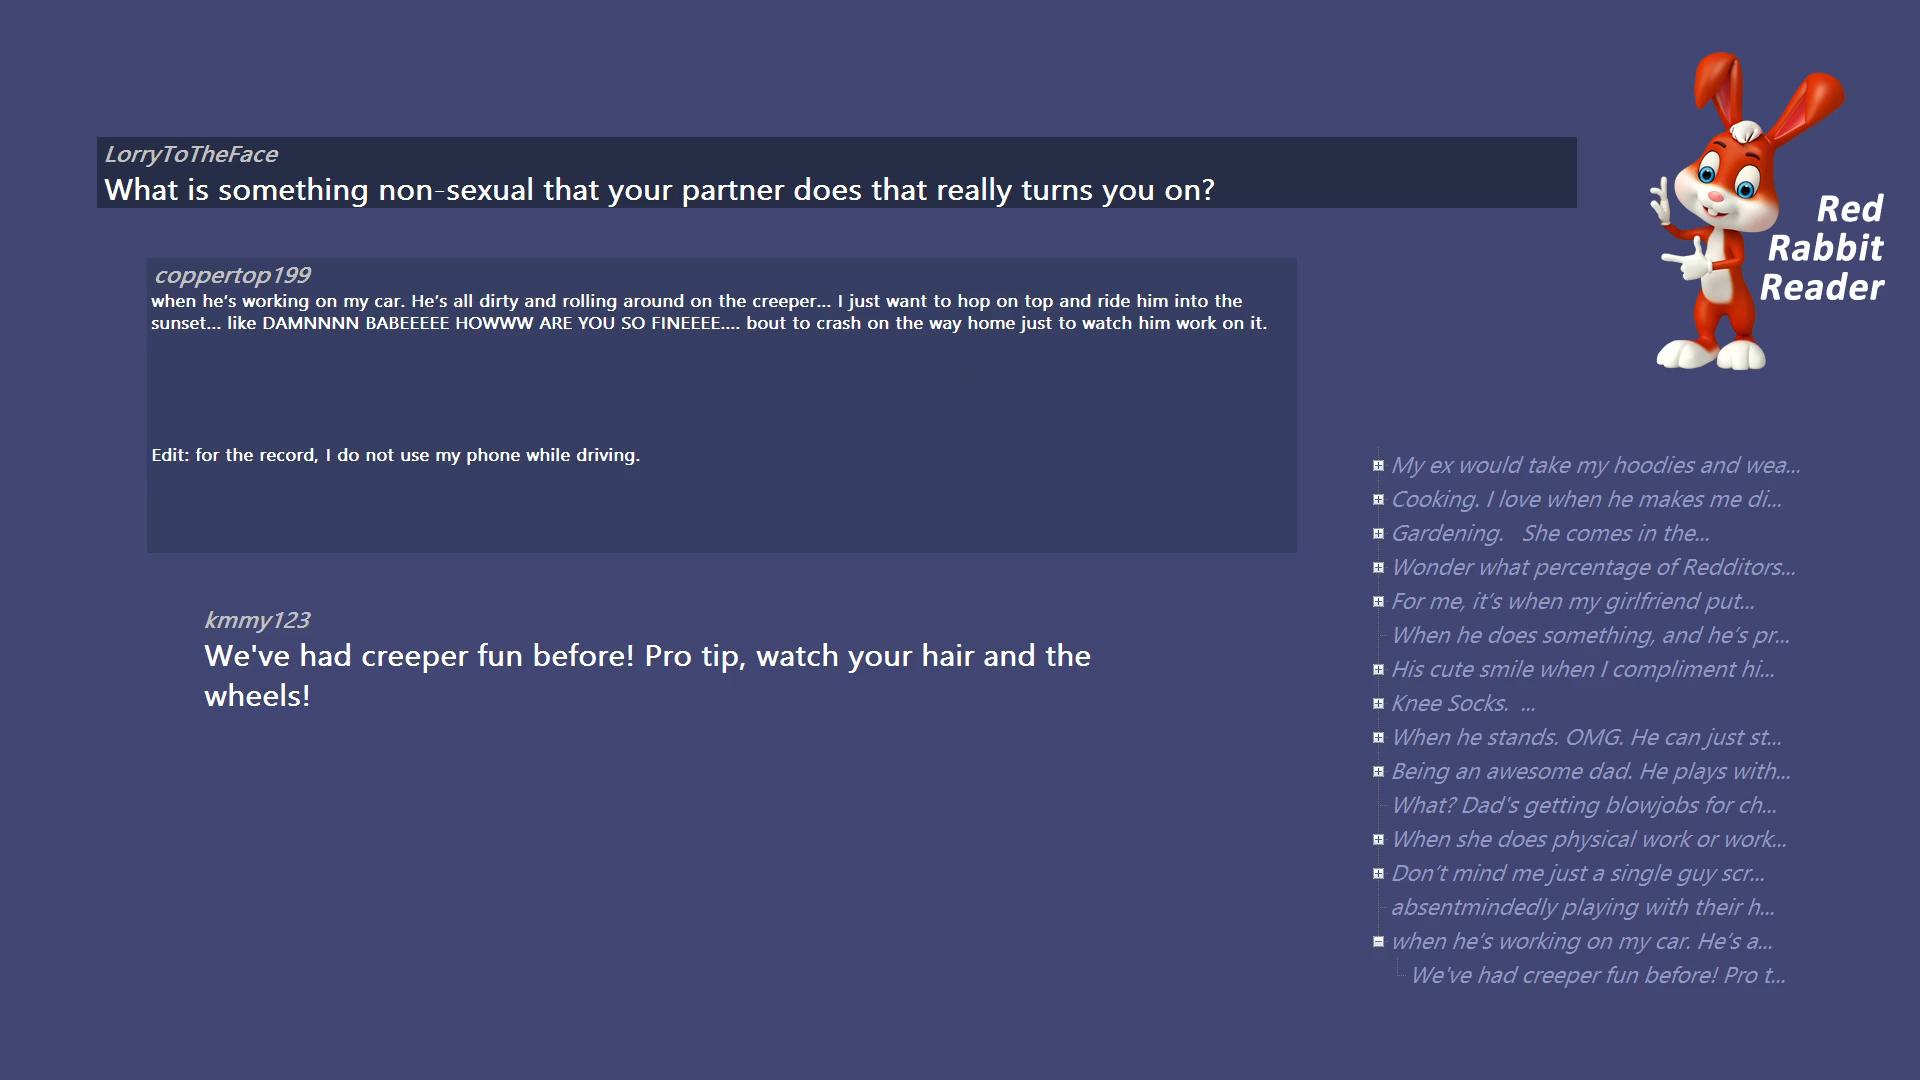 LorryToTheFace
What is something non-sexual that your partner does that really turns you on?
Red
Rabbit
Reader
coppertop199
when he’s working on my car. He’s all dirty and rolling around on the creeper... I just want to hop on top and ride him into the
sunset... like DAMNNNN BABEEEEE HOWWW ARE YOU SO FINEEEE.... bout to crash on the way home just to watch him work on it.
Edit: for the record, I do not use my phone while driving.
kmmy123
We've had creeper fun before! Pro tip, watch your hair and the
wheels!
My ex would take my hoodies and wea...
Cooking. I love when he makes me di...
Gardening.   She comes in the...
Wonder what percentage of Redditors...
For me, it’s when my girlfriend put...
When he does something, and he’s pr...
His cute smile when I compliment hi...
Knee Socks.  ...
When he stands. OMG. He can just st...
Being an awesome dad. He plays with...
What? Dad's getting blowjobs for ch...
When she does physical work or work...
Don’t mind me just a single guy scr...
absentmindedly playing with their h...
when he’s working on my car. He’s a...
We've had creeper fun before! Pro t...